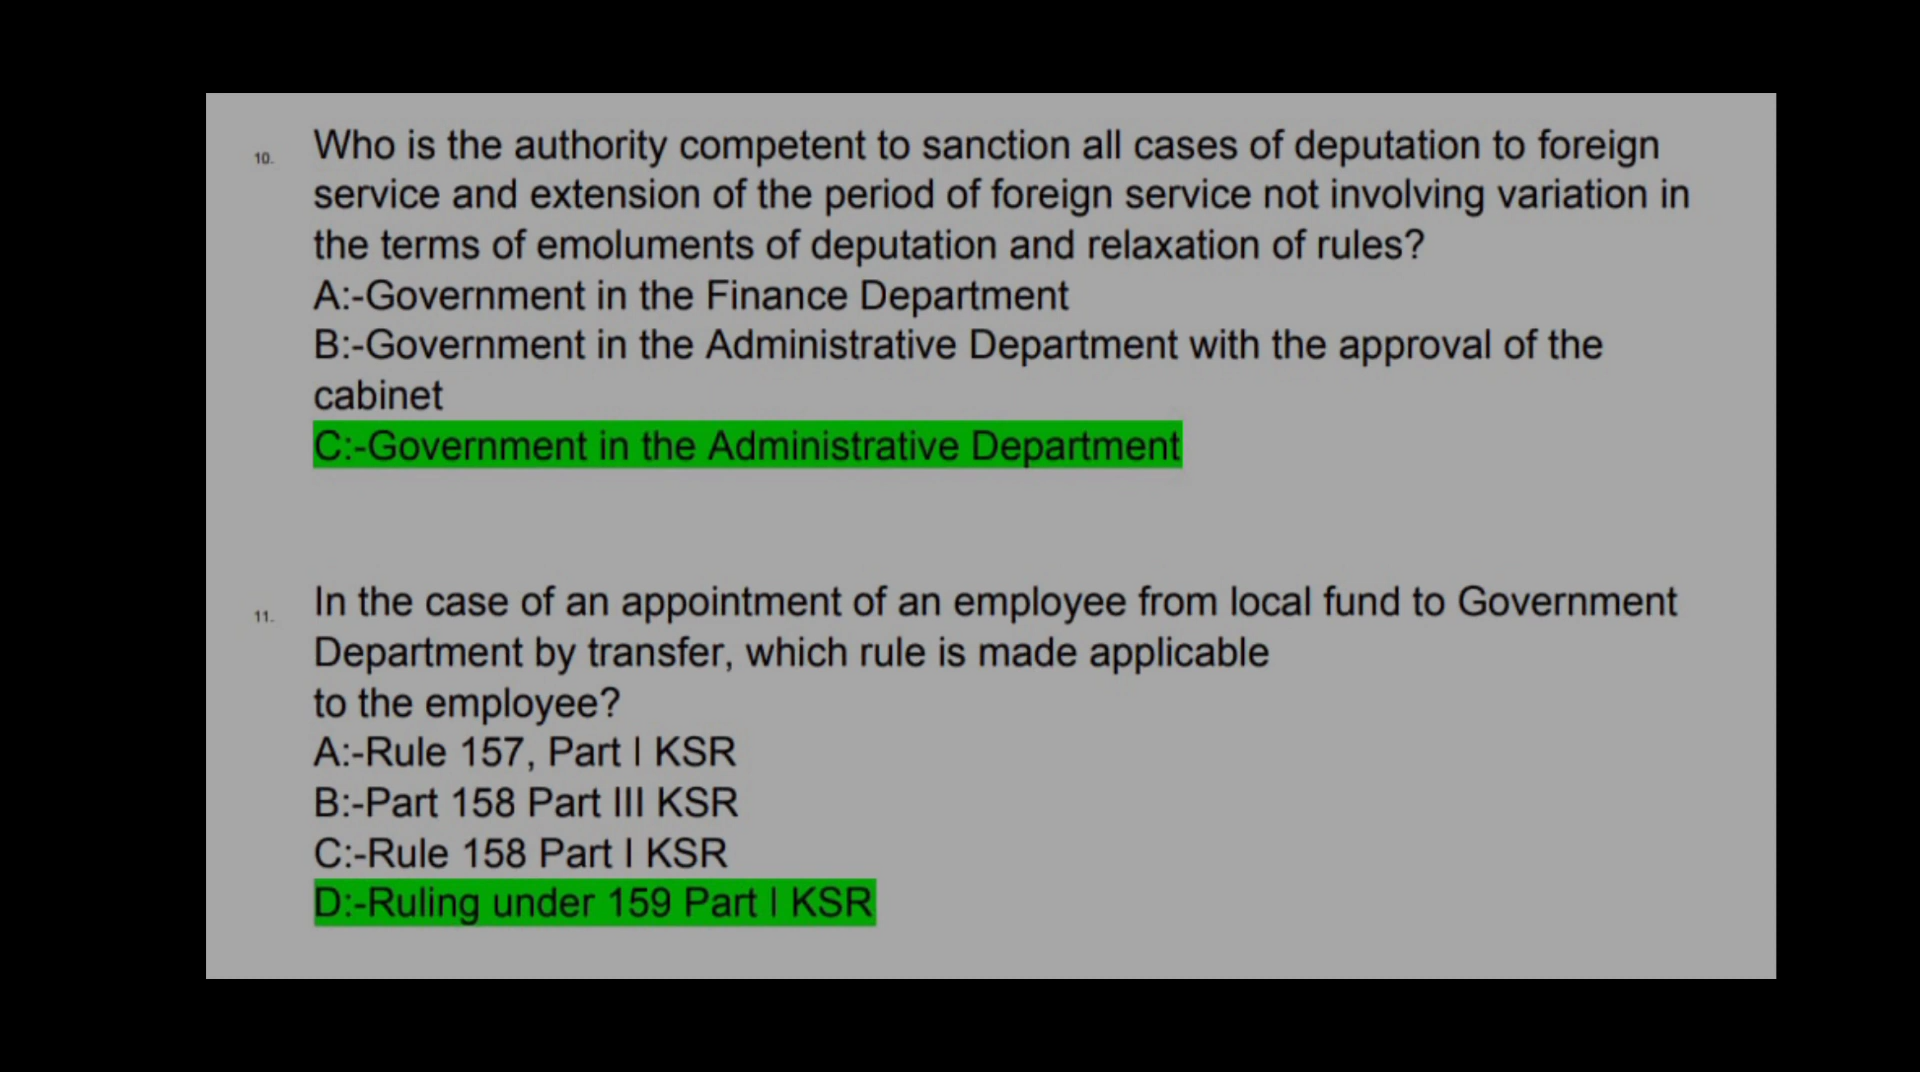 10. Who is the authority competent to sanction all cases of deputation to foreign
service and extension of the period of foreign service not involving variation in
the terms of emoluments of deputation and relaxation of rules?
A:-Government in the Finance Department
B:-Government in the Administrative Department with the approval of the
cabinet
C:-Government in the Administrative Department
11. In the case of an appointment of an employee from local fund to Government
Department by transfer, which rule is made applicable
to the employee?
A:-Rule 157, Part I KSR
B:-Part 158 Part III KSR
C:-Rule 158 Part I KSR
D:-Ruling under 159 Part I KSR